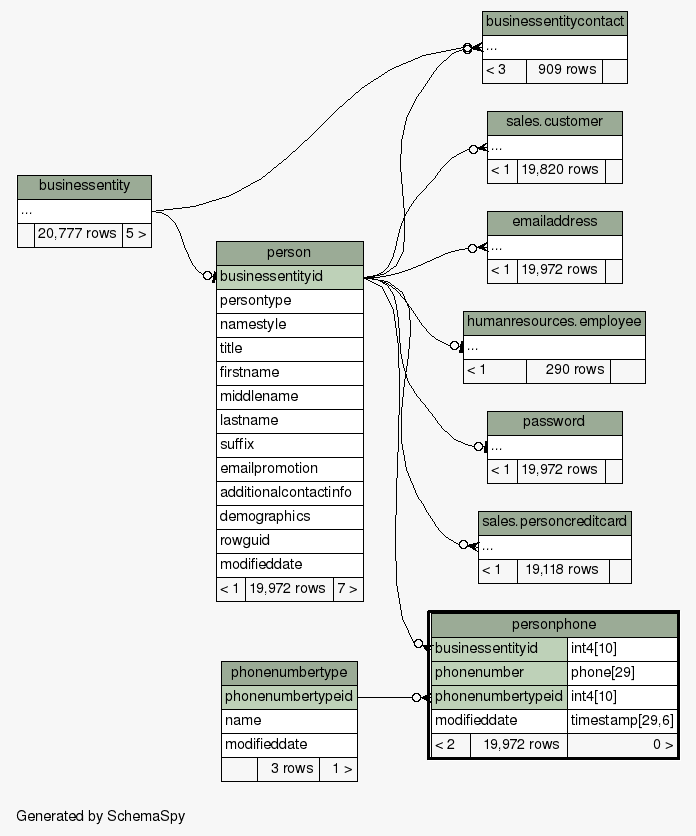 businessentitycontact
...
< 3 909 rows
sales.customer
...
< 1 19,820 rows
businessentity
...
20,777 rows 5 >
emailaddress
...
< 1 19,972 rows
person
businessentityid
persontype
namestyle
title
firstname
middlename
lastname
suffix
emailpromotion
additionalcontactinfo
demographics
rowguid
modifieddate
< 1 19,972 rows 7 >
humanresources.employee
...
< 1 290 rows
password
...
< 1 19,972 rows
sales.personcreditcard
...
< 1 19,118 rows
personphone
businessentityid int4[10]
phonenumber phone[29]
phonenumbertypeid int4[10]
modifieddate timestamp[29,6]
< 2 19,972 rows 0 >
phonenumbertype
phonenumbertypeid
name
modifieddate
3 rows 1 >
Generated by SchemaSpy